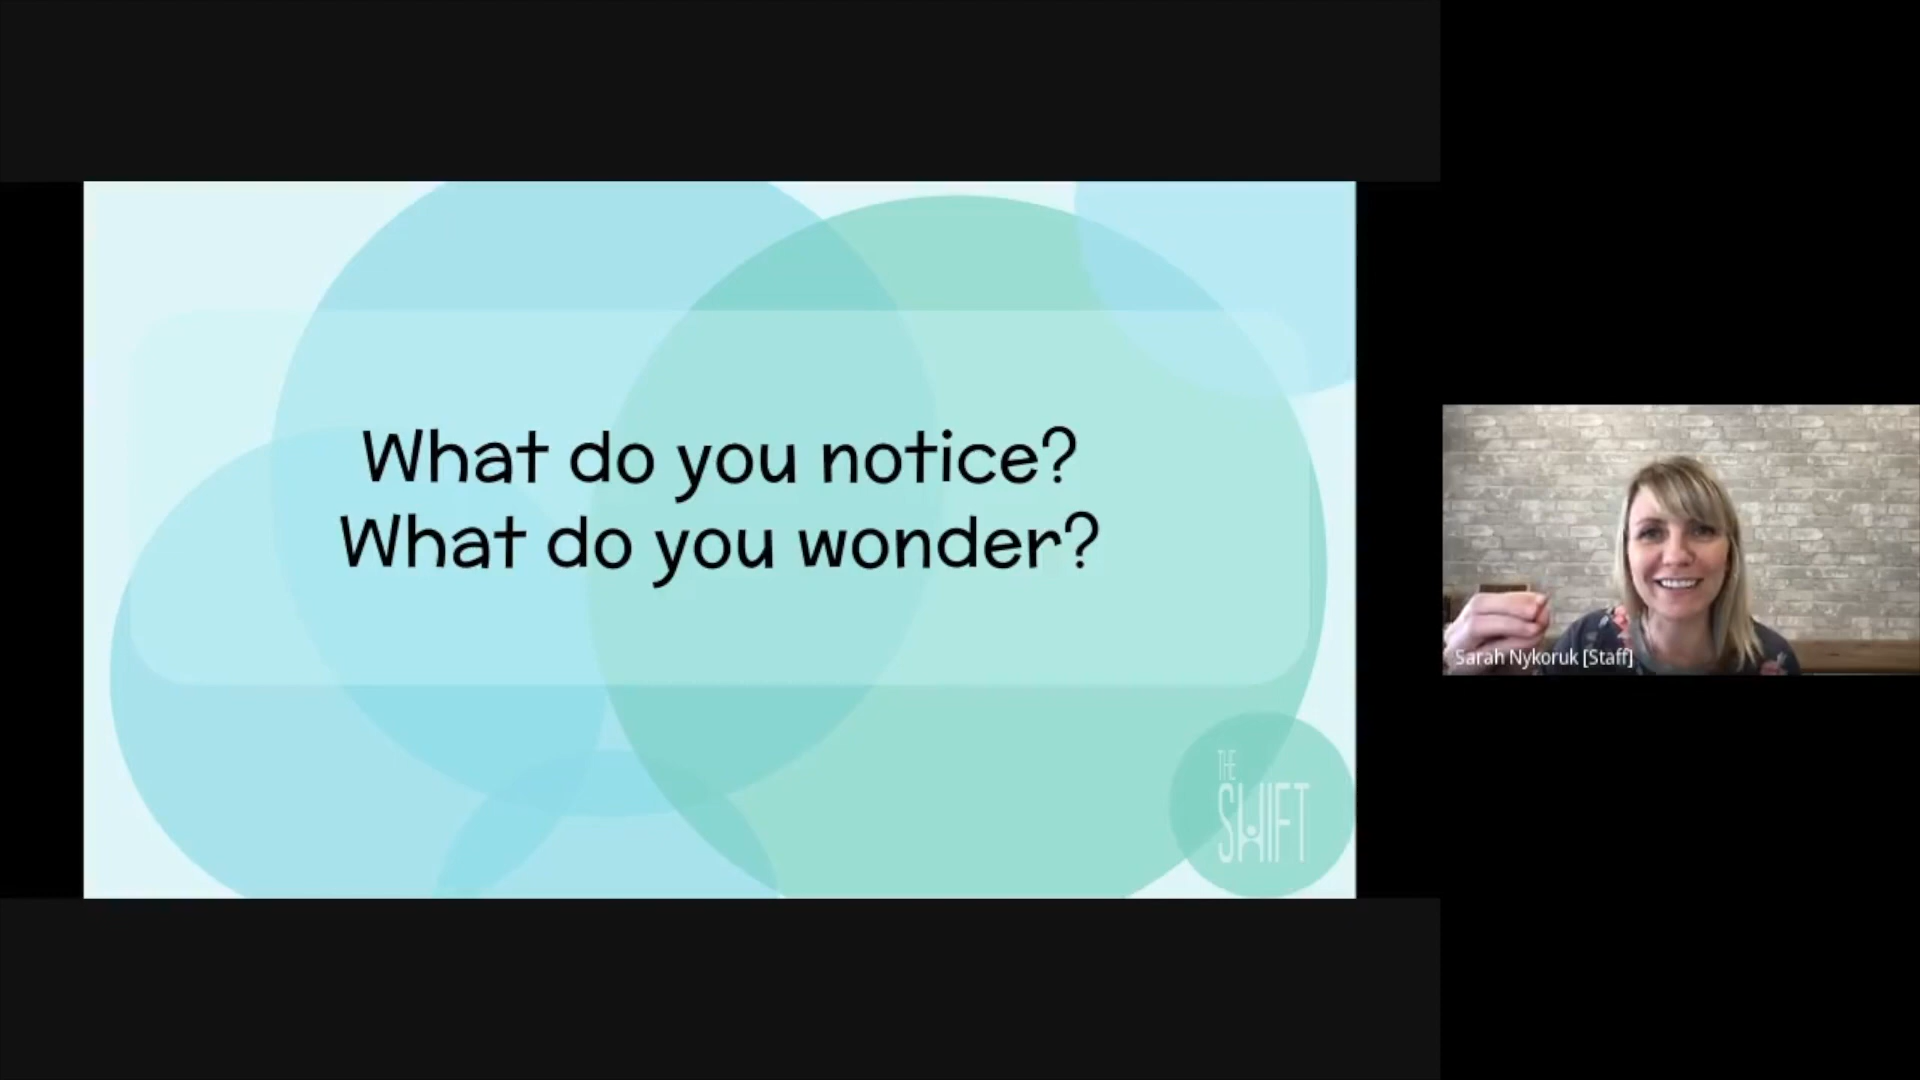 What do you notice?
What do you wonder?
THE
SHIFT
Sarah Nykoruk [Staff]